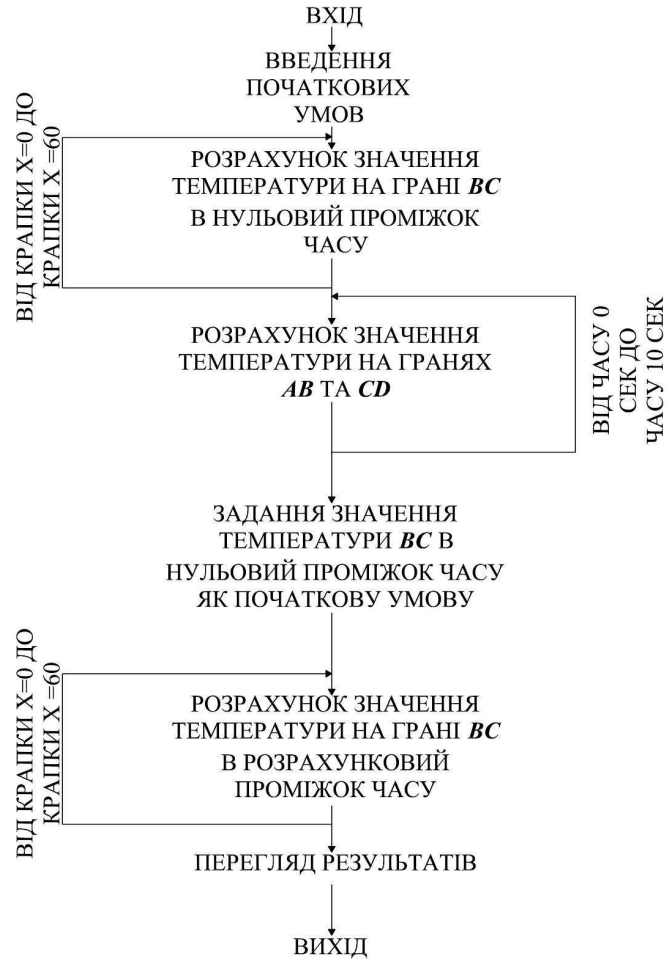 ВХІД
ВВЕДЕННЯ
ПОЧАТКОВИХ
УМОВ
ВІД КРАПКИ X=0 ДО
КРАПКИ X =60
РОЗРАХУНОК ЗНАЧЕННЯ
ТЕМПЕРАТУРИ НА ГРАНІ BC
В НУЛЬОВИЙ ПРОМІЖОК
ЧАСУ
РОЗРАХУНОК ЗНАЧЕННЯ
ТЕМПЕРАТУРИ НА ГРАНЯХ
AB ТА CD
ВІД ЧАСУ 0
СЕК ДО
ЧАСУ 10 СЕК
ЗАДАННЯ ЗНАЧЕННЯ
ТЕМПЕРАТУРИ BC В
НУЛЬОВИЙ ПРОМІЖОК ЧАСУ
ЯК ПОЧАТКОВУ УМОВУ
ВІД КРАПКИ X=0 ДО
КРАПКИ X =60
РОЗРАХУНОК ЗНАЧЕННЯ
ТЕМПЕРАТУРИ НА ГРАНІ BC
В РОЗРАХУНКОВИЙ
ПРОМІЖОК ЧАСУ
ПЕРЕГЛЯД РЕЗУЛЬТАТІВ
ВИХІД